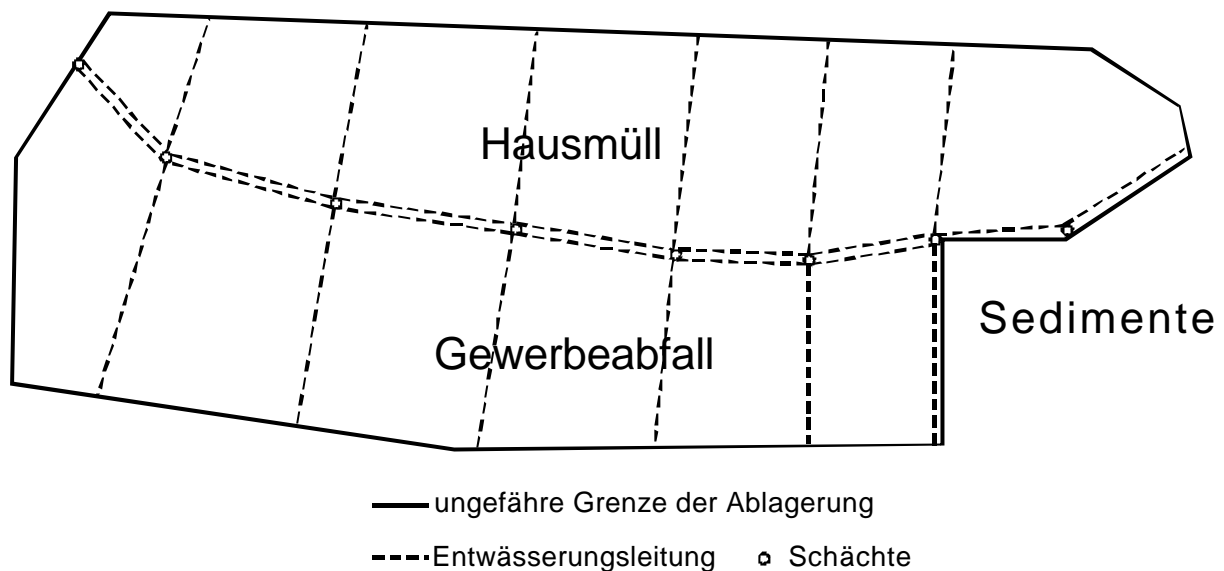 Hausmüll
Sedimente
Gewerbeabfall
ungefähre Grenze der Ablagerung
Entwässerungsleitung Schächte